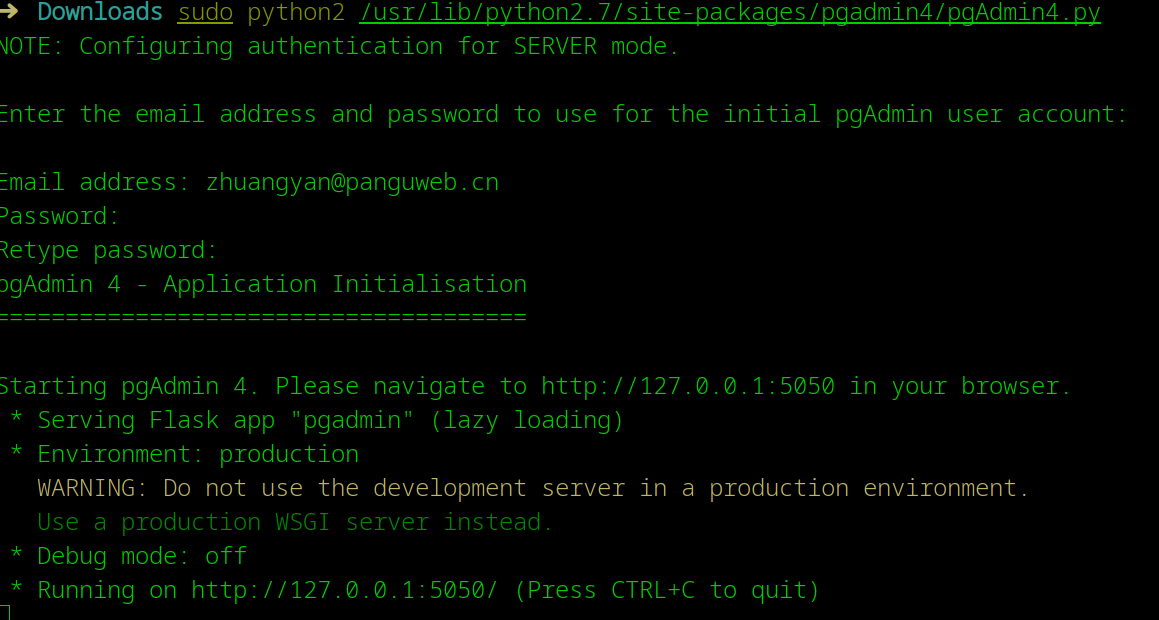 ➜ Downloads sudo python2 /usr/lib/python2.7/site-packages/pgadmin4/pgAdmin4.py
NOTE: Configuring authentication for SERVER mode.
Enter the email address and password to use for the initial pgAdmin user account:
Email address: zhuangyan@panguweb.cn
Password:
Retype password:
pgAdmin 4 - Application Initialisation
======================================
Starting pgAdmin 4. Please navigate to http://127.0.0.1:5050 in your browser.
* Serving Flask app "pgadmin" (lazy loading)
* Environment: production
WARNING: Do not use the development server in a production environment.
Use a production WSGI server instead.
* Debug mode: off
* Running on http://127.0.0.1:5050/ (Press CTRL+C to quit)